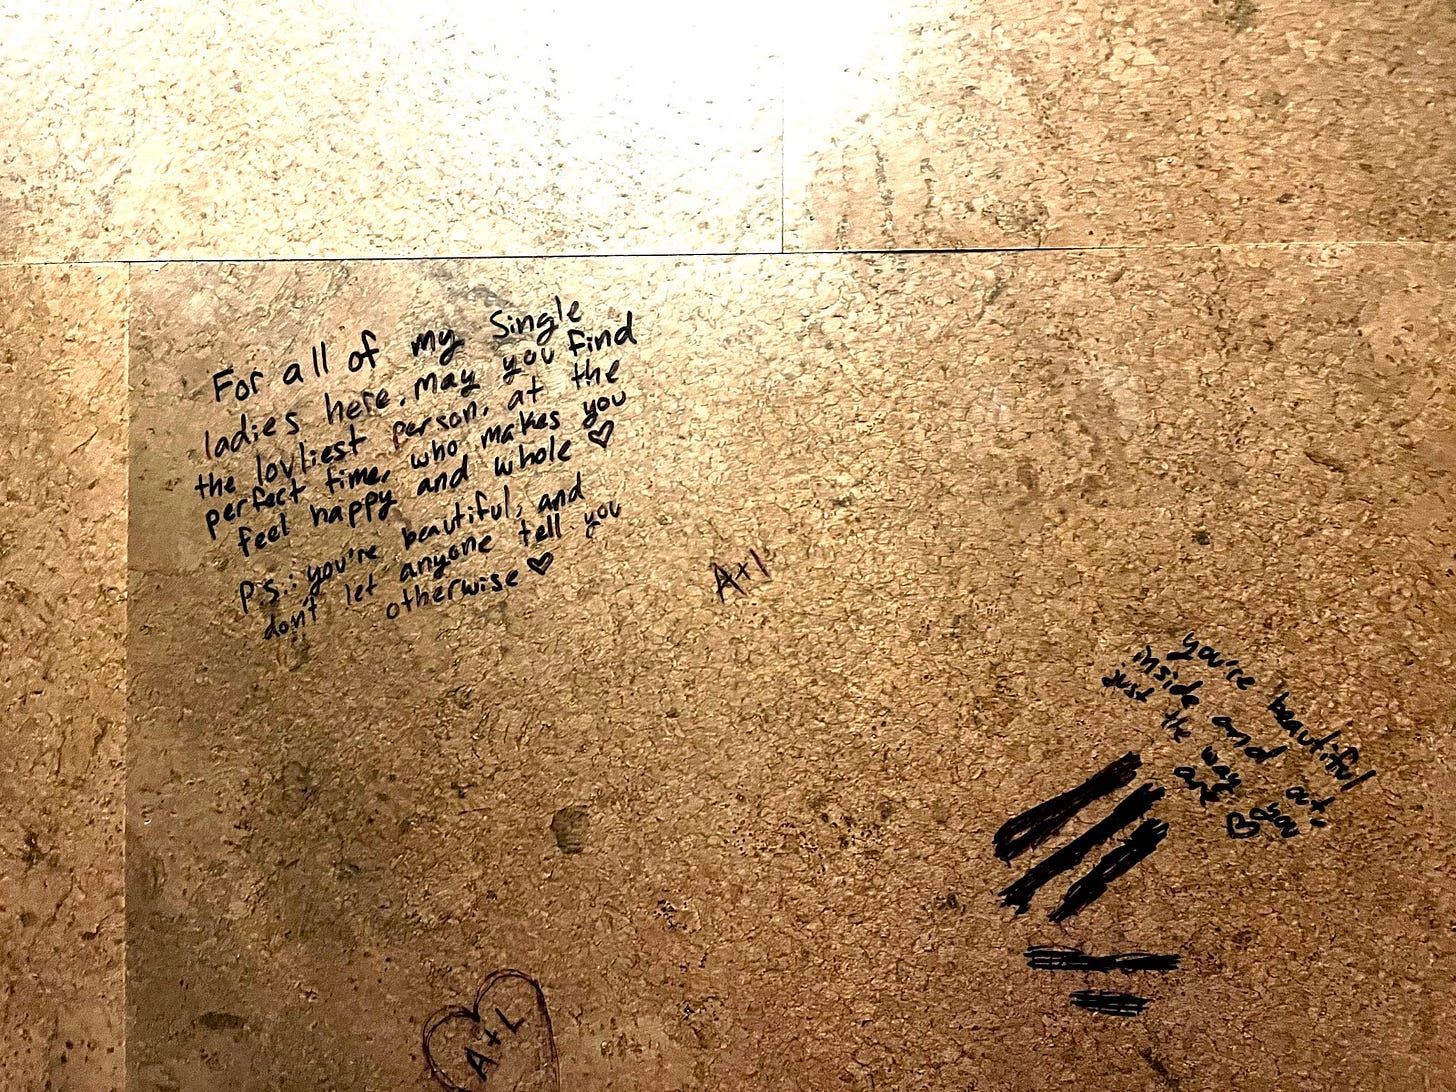 For all of my Single
ladies here, may you find
the lovliest person, at the
perfect time, who makes you
feel happy and whole ♡
P.S.: you're beautiful, and
don't let anyone tell you
otherwise ♡
A+1
you're beautiful
inside and out
Just the way
are
A+L